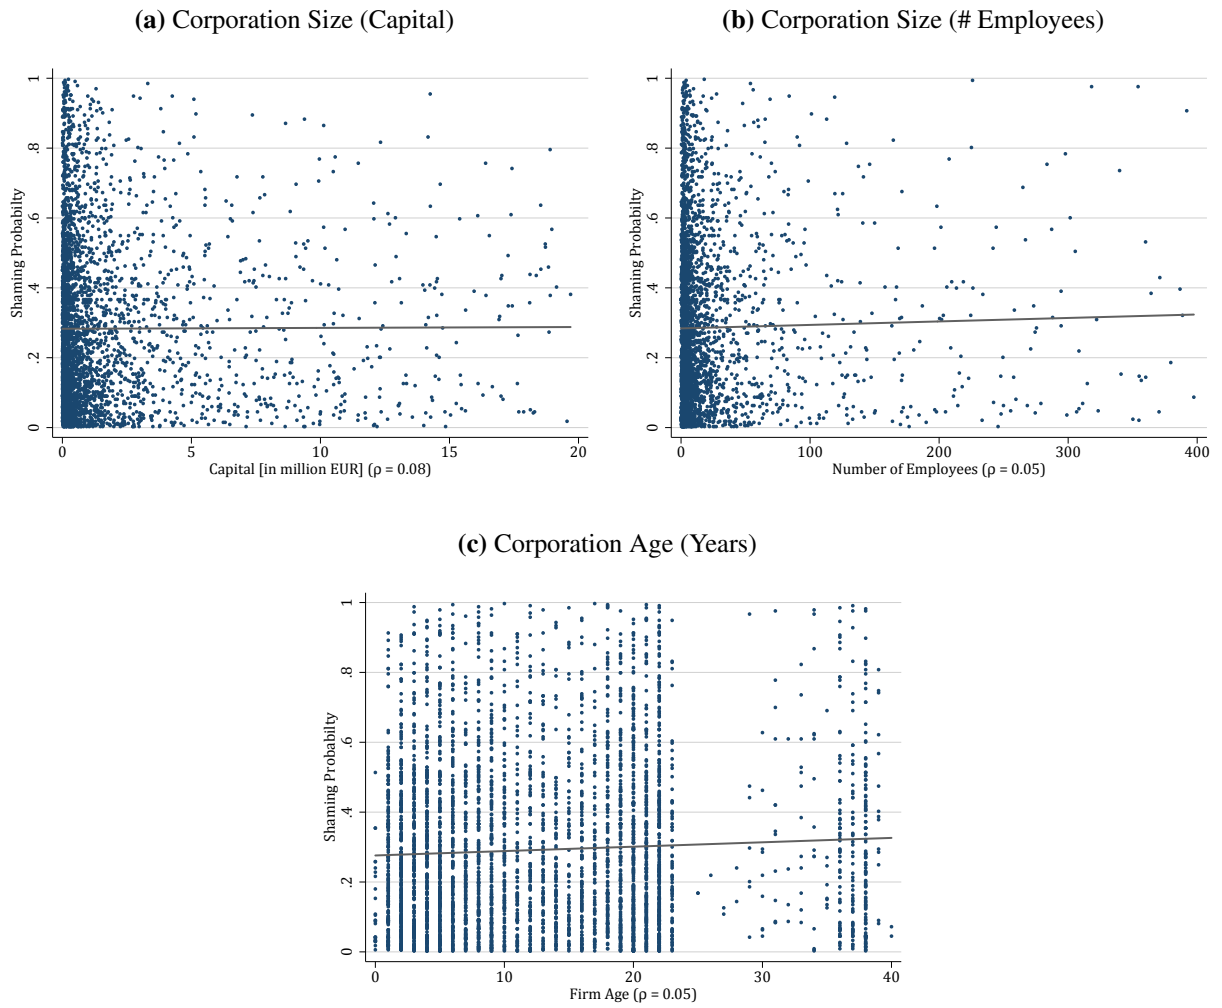 (a) Corporation Size (Capital)
1
.8
.6
.4
.2
0
Shaming Probabilty
0 5 10 15 20
Capital [in million EUR] (ρ = 0.08)
(b) Corporation Size (# Employees)
1
.8
.6
.4
.2
0
Shaming Probabilty
0 100 200 300 400
Number of Employees (ρ = 0.05)
(c) Corporation Age (Years)
1
.8
.6
.4
.2
0
Shaming Probabilty
0 10 20 30 40
Firm Age (ρ = 0.05)